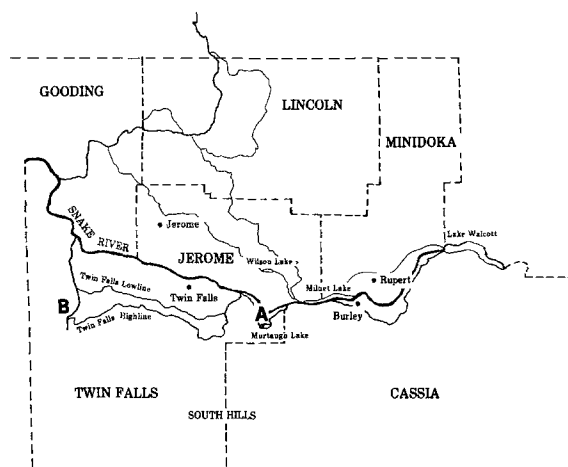 GOODING
LINCOLN
MINIDOKA
SNAKE
RIVER
Jerome
JEROME
Wilson Lake
Lake Walcott
Twin Falls Lowline
Twin Falls
Rupert
Milner Lake
B
A
Burley
Twin Falls Highline
Murtaugh Lake
TWIN FALLS
CASSIA
SOUTH HILLS